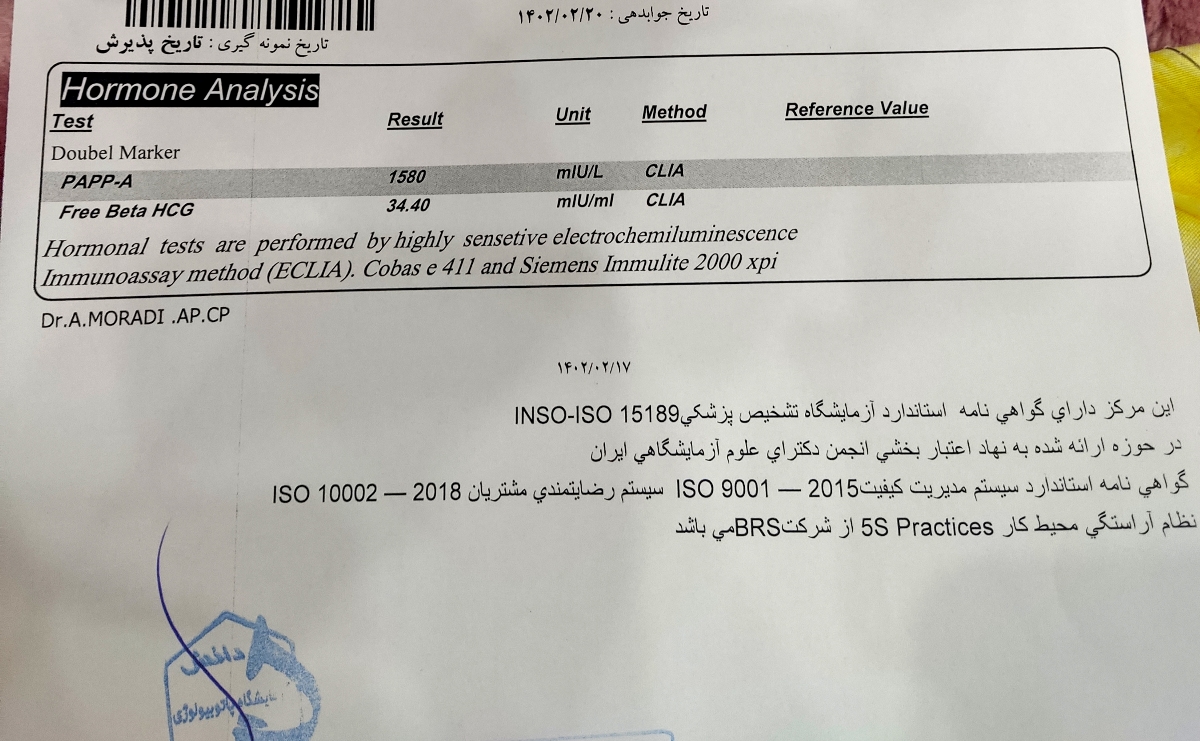 تاریخ جوابدهی : ۱۴۰۲/۰۲/۲۰
تاریخ نمونه گیری : تاریخ پذیرش
Hormone Analysis
Test Result Unit Method Reference Value
Doubel Marker
PAPP-A 1580 mIU/L CLIA
Free Beta HCG 34.40 mIU/ml CLIA
Hormonal tests are performed by highly sensetive electrochemiluminescence
Immunoassay method (ECLIA). Cobas e 411 and Siemens Immulite 2000 xpi
Dr.A.MORADI .AP.CP
۱۴۰۲/۰۲/۱۷
اين مركز داراي گواهي نامه استاندارد آزمايشگاه تشخيص پزشكي INSO-ISO 15189
در حوزه ارائه شده به نهاد اعتبار بخشي انجمن دكتراي علوم آزمايشگاهي ايران
گواهي نامه استاندارد سيستم مديريت كيفيت ISO 9001 — 2015 سيستم رضايتمندي مشتريان ISO 10002 — 2018
نظام آراستگي محيط كار 5S Practices از شركت BRS مي باشد
پاتوبیولوژی